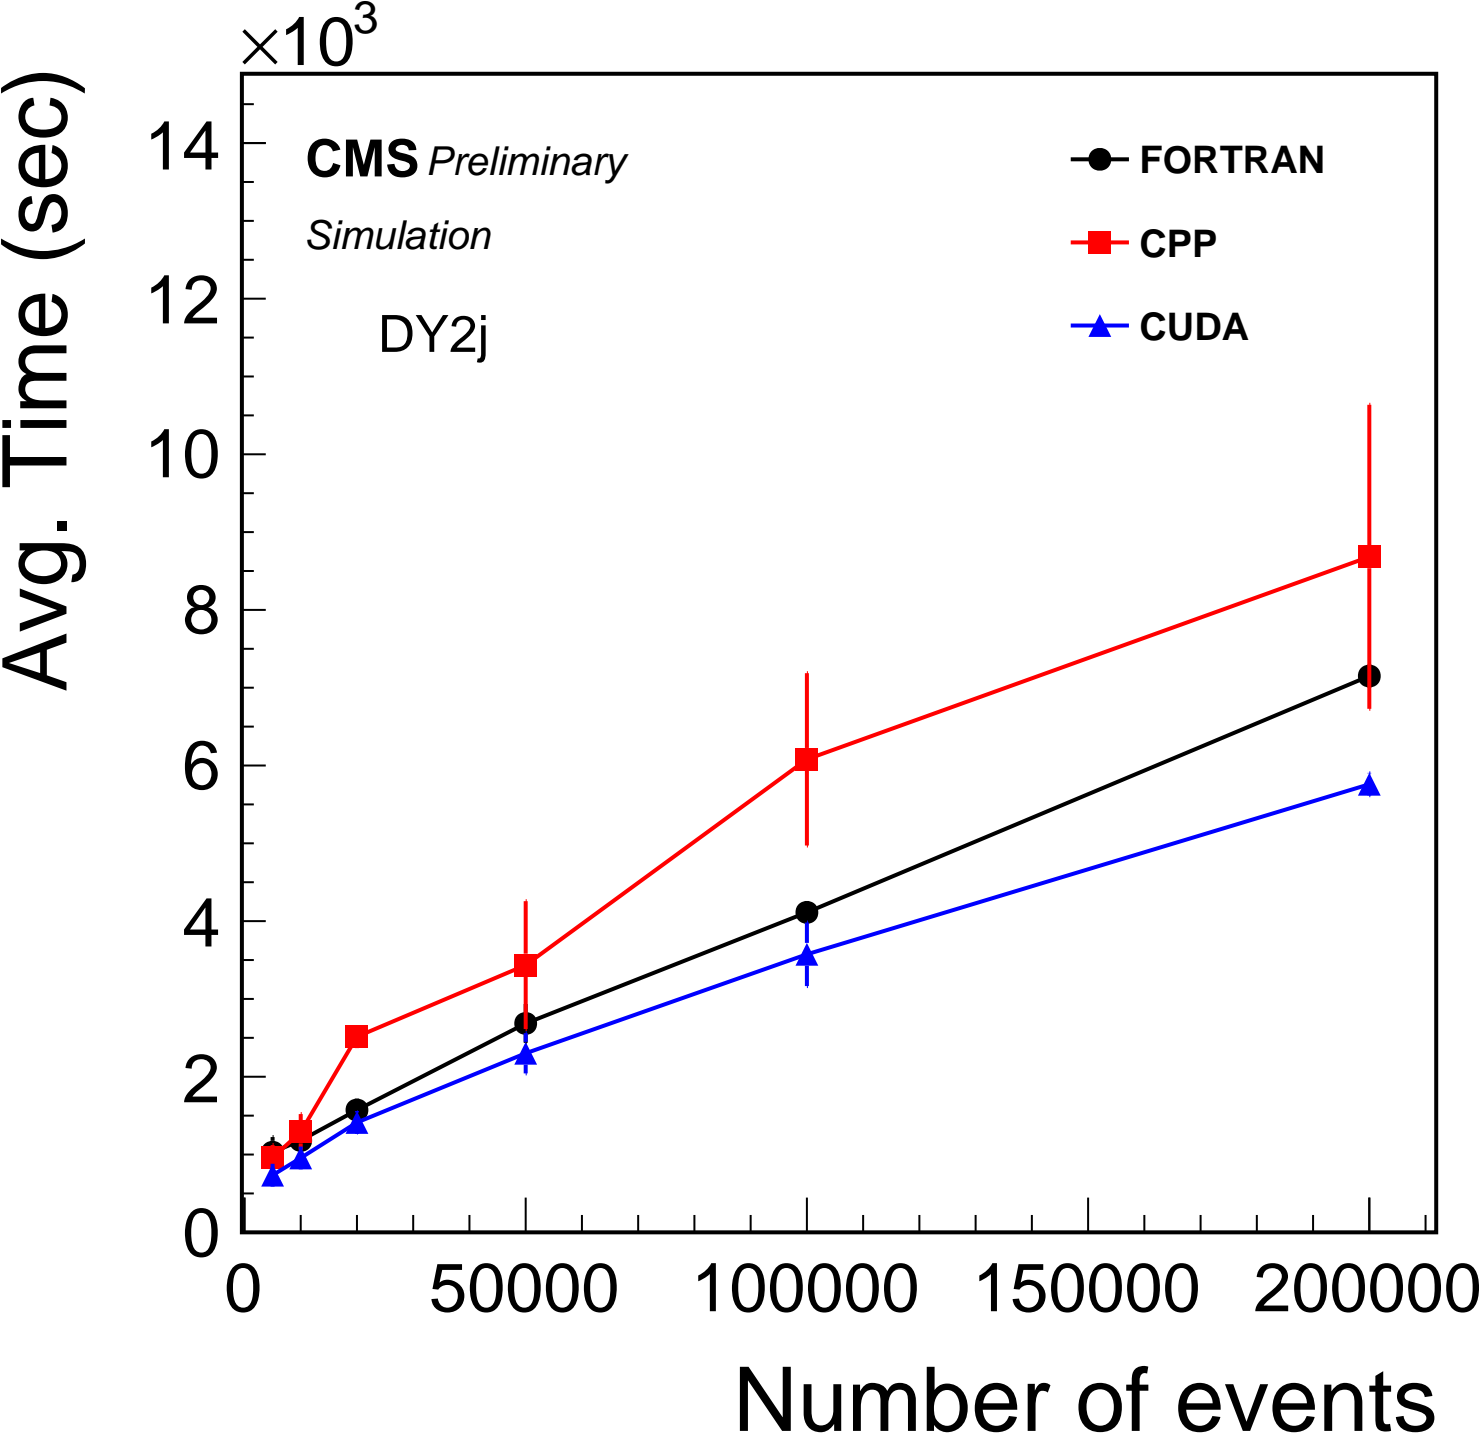 ×10³
Avg. Time (sec)
14
12
10
8
6
4
2
0
CMS Preliminary
Simulation
DY2j
FORTRAN
CPP
CUDA
0 50000 100000 150000 200000
Number of events